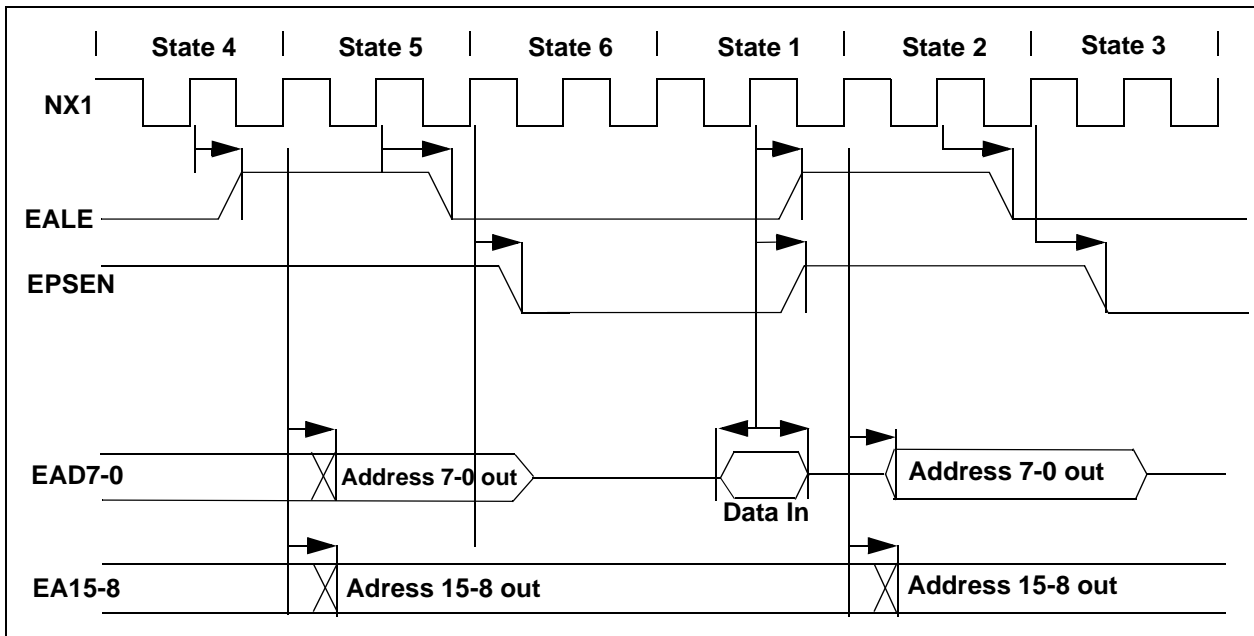 State 4 State 5 State 6 State 1 State 2 State 3
NX1
EALE
EPSEN
EAD7-0 Address 7-0 out Data In Address 7-0 out
EA15-8 Adress 15-8 out Address 15-8 out